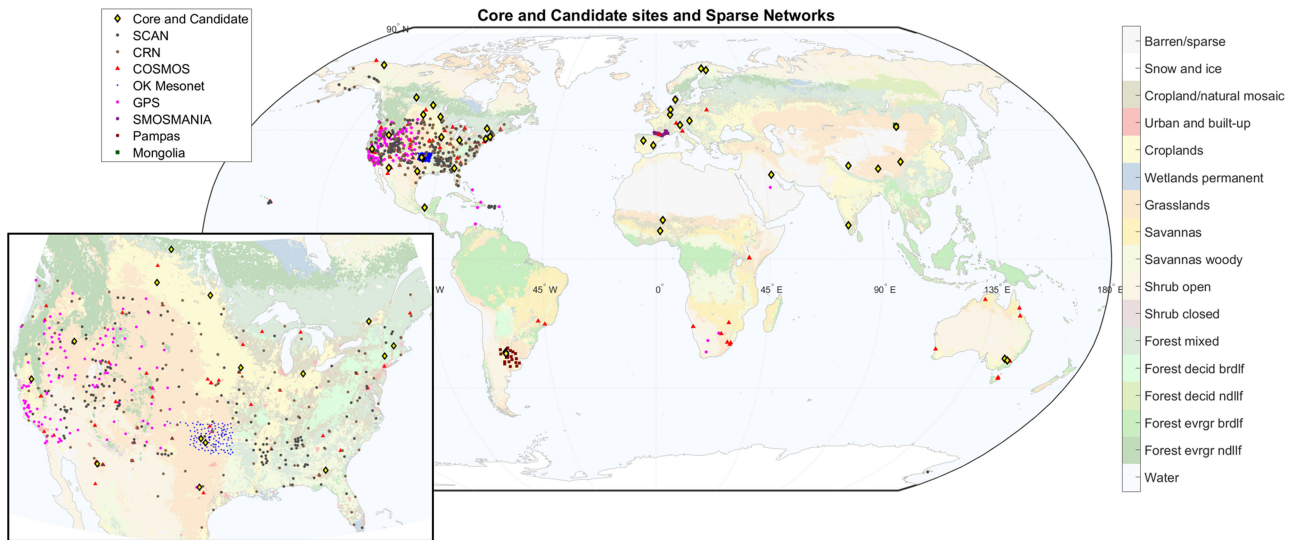 Core and Candidate sites and Sparse Networks
Core and Candidate
SCAN
CRN
COSMOS
OK Mesonet
GPS
SMOSMANIA
Pampas
Mongolia
90° N
W
45° W
0° E
45° E
90° E
135° E
180° E
Barren/sparse
Snow and ice
Cropland/natural mosaic
Urban and built-up
Croplands
Wetlands permanent
Grasslands
Savannas
Savannas woody
Shrub open
Shrub closed
Forest mixed
Forest decid brdlf
Forest decid ndllf
Forest evrgr brdlf
Forest evrgr ndllf
Water